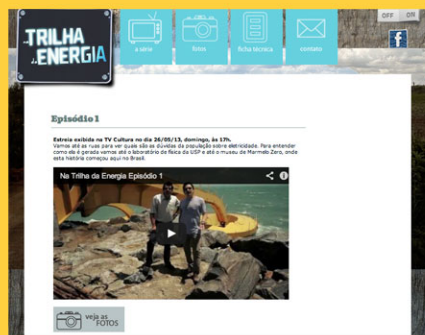 NA TRILHA
DA ENERGIA
a série
fotos
ficha técnica
contato
OFF ON
f
Episódio 1
Estreia exibida na TV Cultura no dia 26/05/13, domingo, às 17h.
Vamos até as ruas para ver quais são as dúvidas da população sobre eletricidade. Para entender
como ela é gerada vamos até o laboratório de física da USP e até o museu de Marmelo Zero, onde
esta história começou aqui no Brasil.
Na Trilha da Energia Episódio 1
veja as
FOTOS